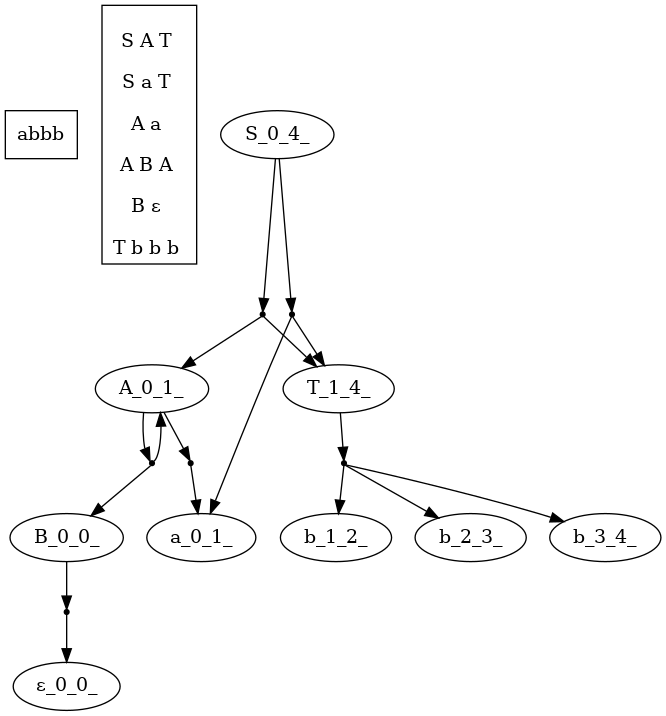 abbb
S A T
S a T
A a
A B A
B ε
T b b b
S_0_4_
A_0_1_
T_1_4_
B_0_0_
a_0_1_
b_1_2_
b_2_3_
b_3_4_
ε_0_0_